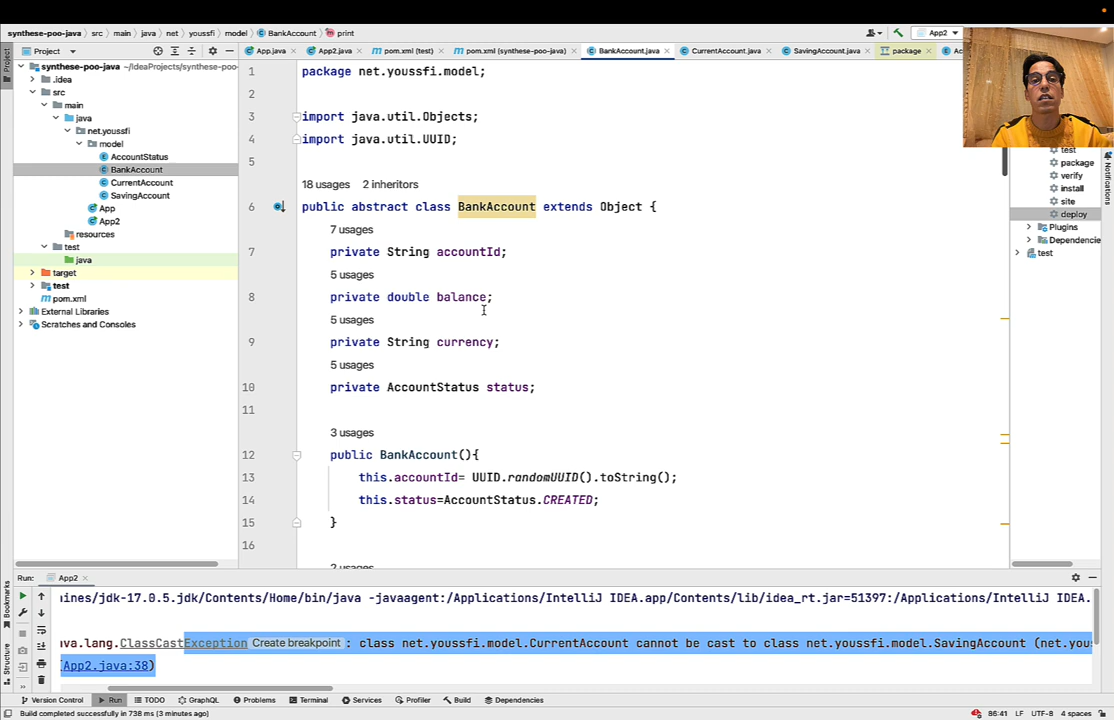 synthese-poo-java
src
main
java
net
youssfi
model
BankAccount
print
App2
Project
App.java
App2.java
pom.xml (test)
pom.xml (synthese-poo-java)
BankAccount.java
CurrentAccount.java
SavingAccount.java
package
Ac
synthese-poo-java ~/IdeaProjects/synthese-poo-
.idea
src
main
java
net.youssfi
model
AccountStatus
BankAccount
CurrentAccount
SavingAccount
App
App2
resources
test
java
target
test
pom.xml
External Libraries
Scratches and Consoles
1 package net.youssfi.model;
2
3 import java.util.Objects;
4 import java.util.UUID;
5
18 usages 2 inheritors
6 public abstract class BankAccount extends Object {
7 usages
7 private String accountId;
5 usages
8 private double balance;
5 usages
9 private String currency;
5 usages
10 private AccountStatus status;
11
3 usages
12 public BankAccount(){
13 this.accountId= UUID.randomUUID().toString();
14 this.status=AccountStatus.CREATED;
15 }
16
2 usages
test
package
verify
install
site
deploy
Plugins
Dependencie
test
Notifications
Bookmarks
Structure
Run: App2
ines/jdk-17.0.5.jdk/Contents/Home/bin/java -javaagent:/Applications/IntelliJ IDEA.app/Contents/lib/idea_rt.jar=51397:/Applications/IntelliJ IDEA.
va.lang.ClassCastException Create breakpoint : class net.youssfi.model.CurrentAccount cannot be cast to class net.youssfi.model.SavingAccount (net.you
App2.java:38)
Version Control
Run
TODO
GraphQL
Problems
Terminal
Services
Profiler
Build
Dependencies
Build completed successfully in 738 ms (3 minutes ago)
86:41 LF UTF-8 4 spaces